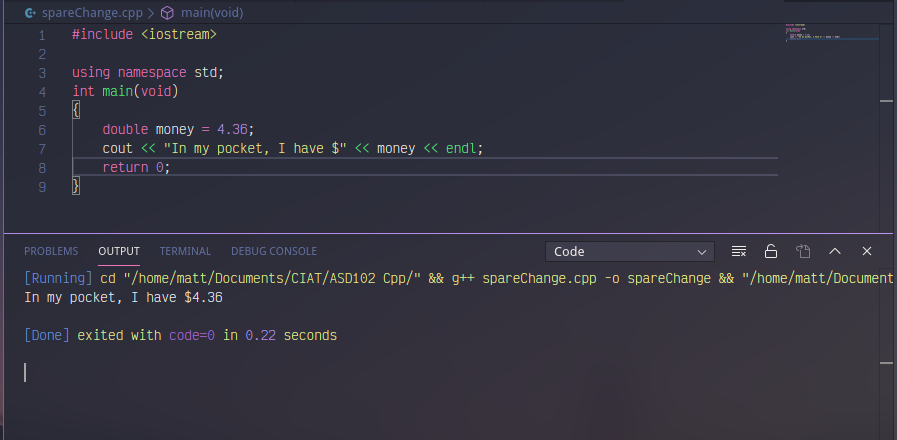 spareChange.cpp > main(void)
1 #include <iostream>
2
3 using namespace std;
4 int main(void)
5 {
6 double money = 4.36;
7 cout << "In my pocket, I have $" << money << endl;
8 return 0;
9 }
PROBLEMS OUTPUT TERMINAL DEBUG CONSOLE Code
[Running] cd "/home/matt/Documents/CIAT/ASD102 Cpp/" && g++ spareChange.cpp -o spareChange && "/home/matt/Document
In my pocket, I have $4.36
[Done] exited with code=0 in 0.22 seconds